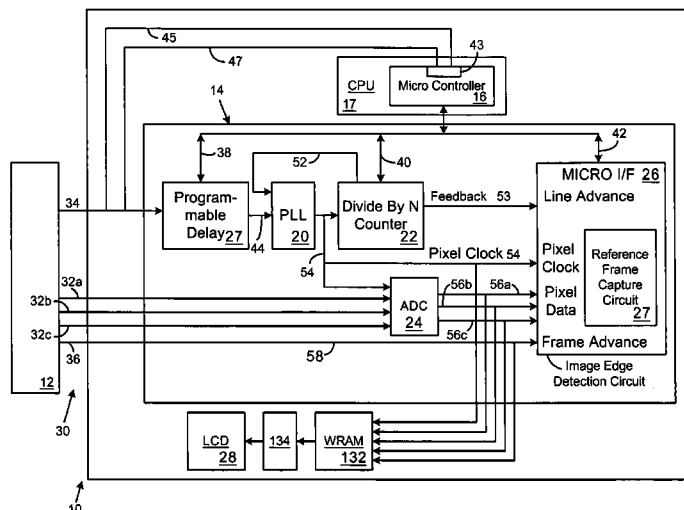 45
47
43
CPU
17
Micro Controller
16
14
38
52
40
42
34
Program-
mable
Delay
27
44
PLL
20
Divide By N
Counter
22
Feedback 53
MICRO I/F 26
Line Advance
54
Pixel Clock 54
Pixel
Clock
Reference
Frame
Capture
Circuit
27
32a
32b
32c
ADC
24
56b
56a
56c
Pixel
Data
36
58
Frame Advance
12
Image Edge
Detection Circuit
30
LCD
28
134
WRAM
132
10